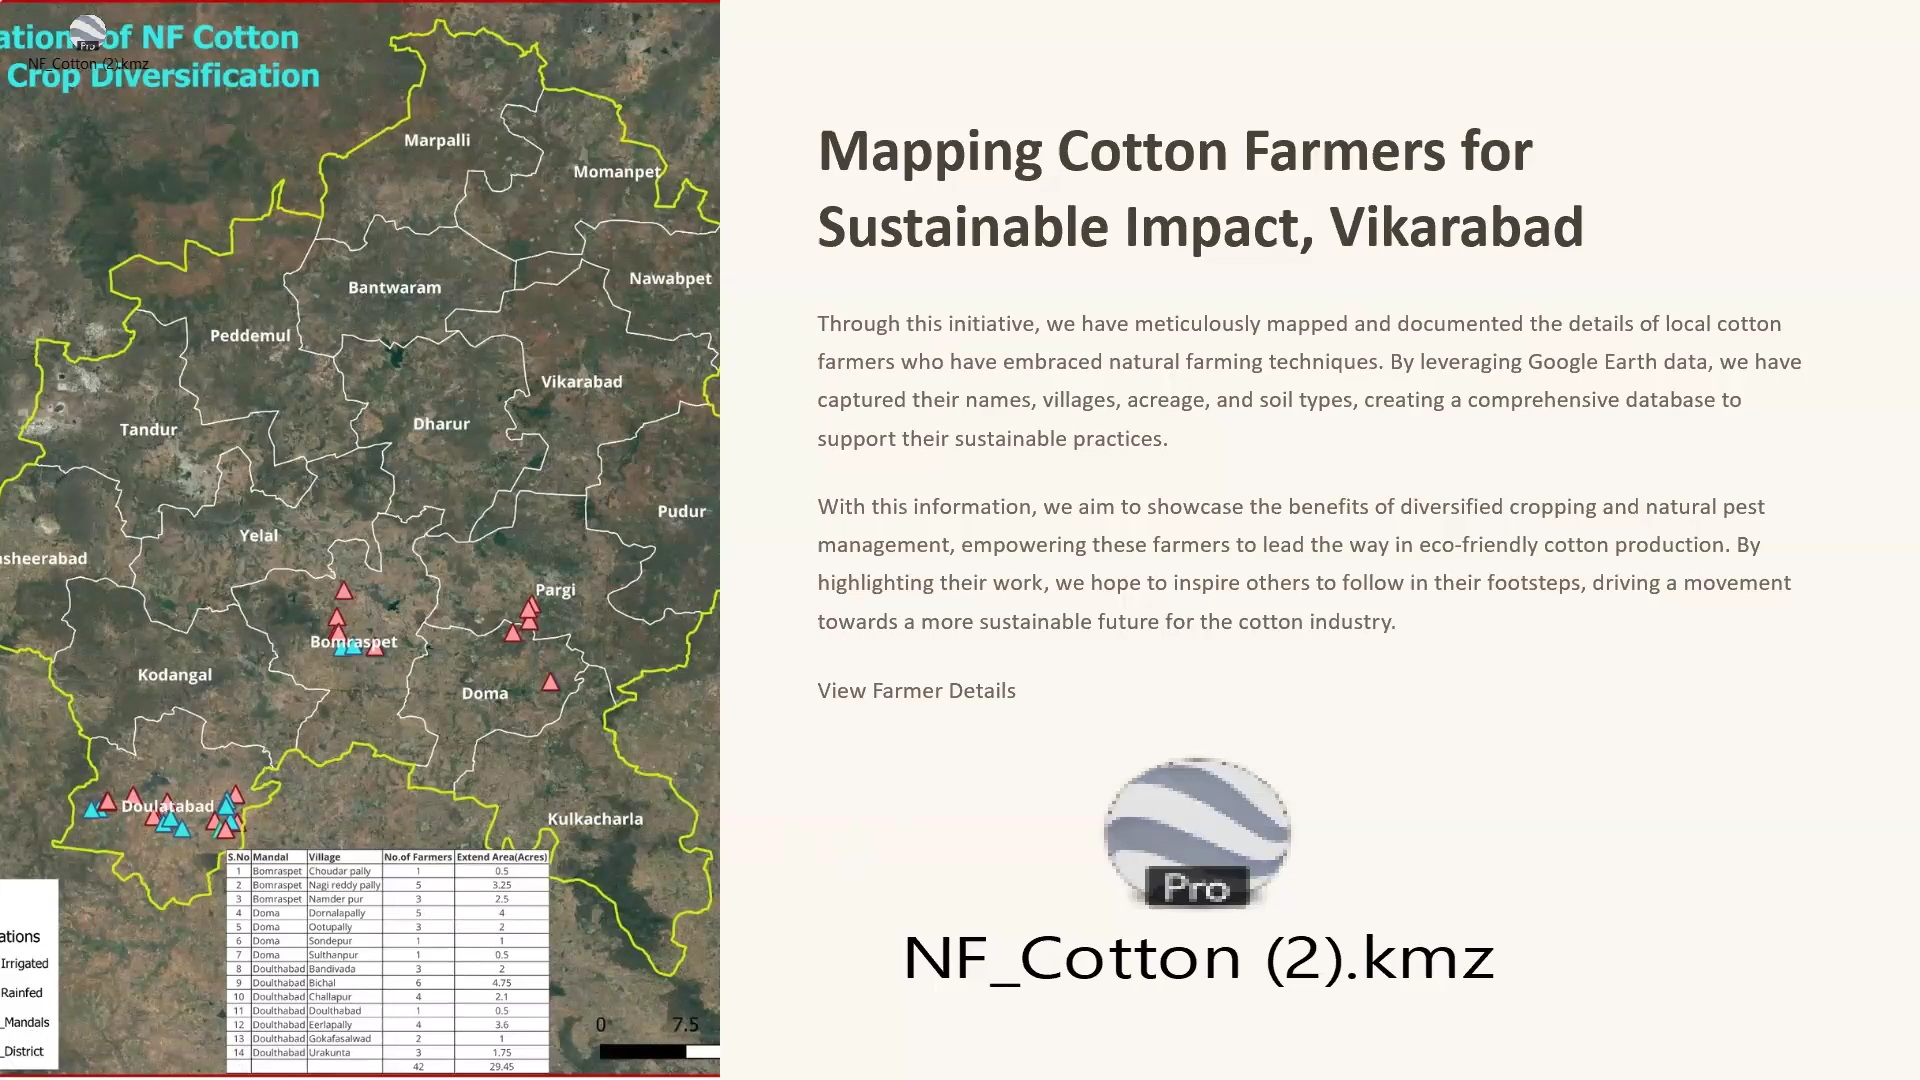 ation of NF Cotton
Crop Diversification
Pro
NF_Cotton (2).kmz
Marpalli
Momanpet
Nawabpet
Bantwaram
Peddemul
Vikarabad
Dharur
Tandur
Pudur
Yelal
asheerabad
Pargi
Bomraspet
Kodangal
Doma
Doulatabad
Kulkacharla
ations
Irrigated
Rainfed
_Mandals
_District
S.No Mandal Village No.of Farmers Extend Area(Acres)
1 Bomraspet Choudar pally 1 0.5
2 Bomraspet Nagi reddy pally 5 3.25
3 Bomraspet Namder pur 3 2.5
4 Doma Dornalapally 5 4
5 Doma Ootupally 3 2
6 Doma Sondepur 1 1
7 Doma Sulthanpur 1 0.5
8 Doulthabad Bandivada 3 2
9 Doulthabad Bichal 6 4.75
10 Doulthabad Challapur 4 2.1
11 Doulthabad Doulthabad 1 0.5
12 Doulthabad Eerlapally 4 3.6
13 Doulthabad Gokafasalwad 2 1
14 Doulthabad Urakunta 3 1.75
42 29.45
0 7.5
Mapping Cotton Farmers for
Sustainable Impact, Vikarabad
Through this initiative, we have meticulously mapped and documented the details of local cotton
farmers who have embraced natural farming techniques. By leveraging Google Earth data, we have
captured their names, villages, acreage, and soil types, creating a comprehensive database to
support their sustainable practices.
With this information, we aim to showcase the benefits of diversified cropping and natural pest
management, empowering these farmers to lead the way in eco-friendly cotton production. By
highlighting their work, we hope to inspire others to follow in their footsteps, driving a movement
towards a more sustainable future for the cotton industry.
View Farmer Details
Pro
NF_Cotton (2).kmz